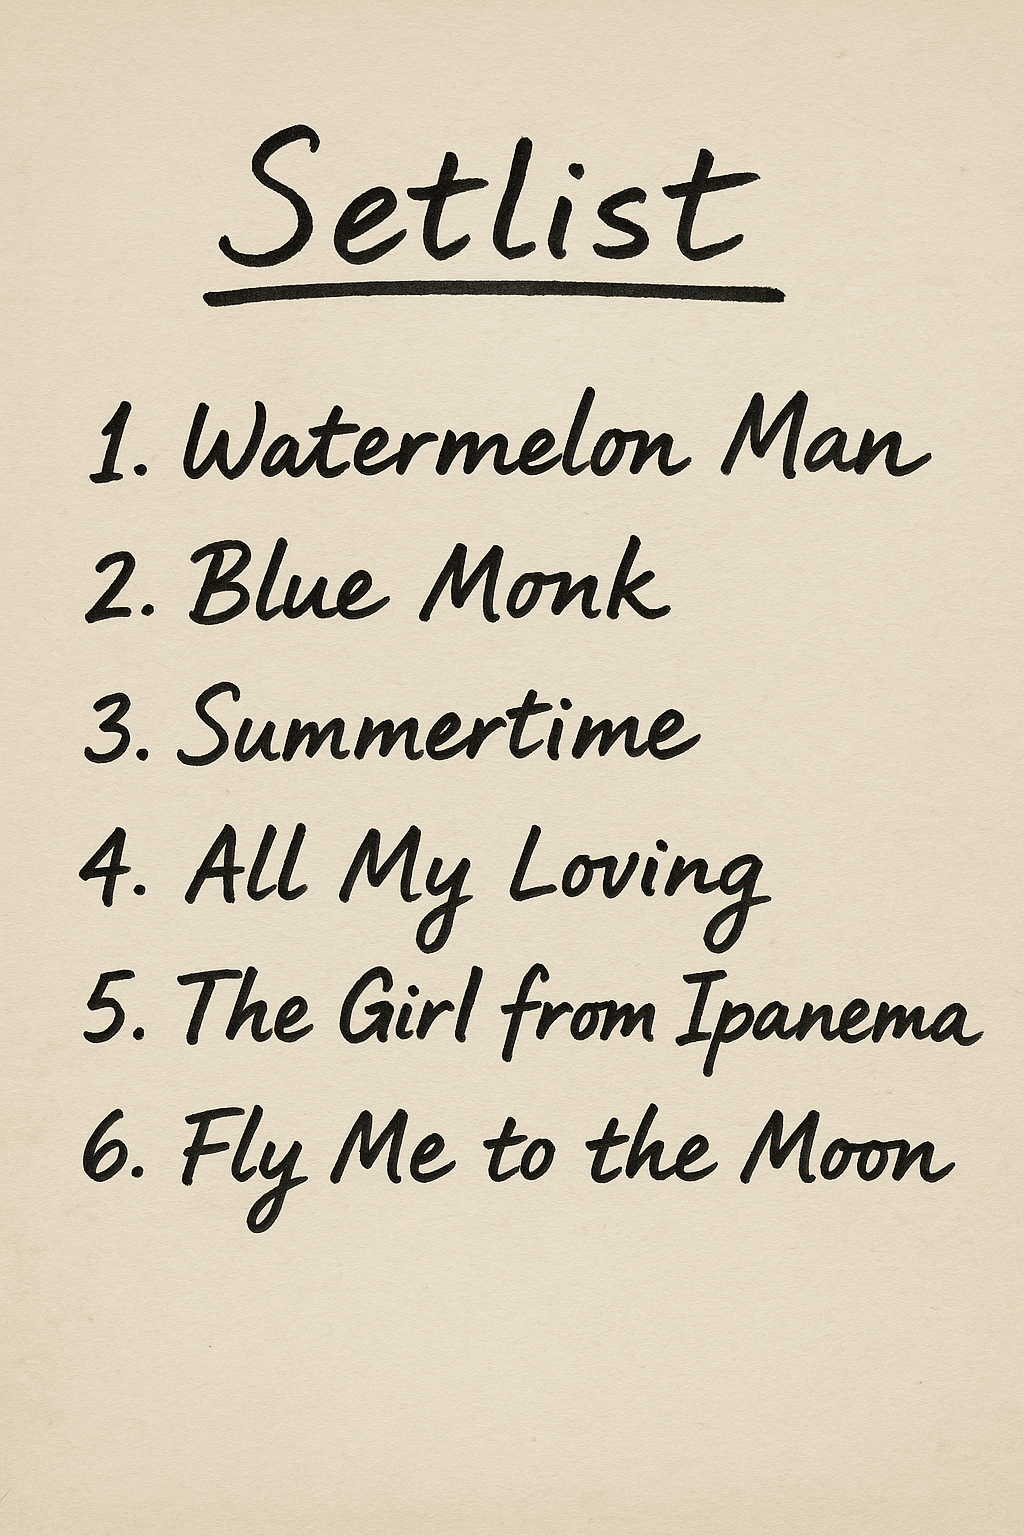 Setlist
1. Watermelon Man
2. Blue Monk
3. Summertime
4. All My Loving
5. The Girl from Ipanema
6. Fly Me to the Moon